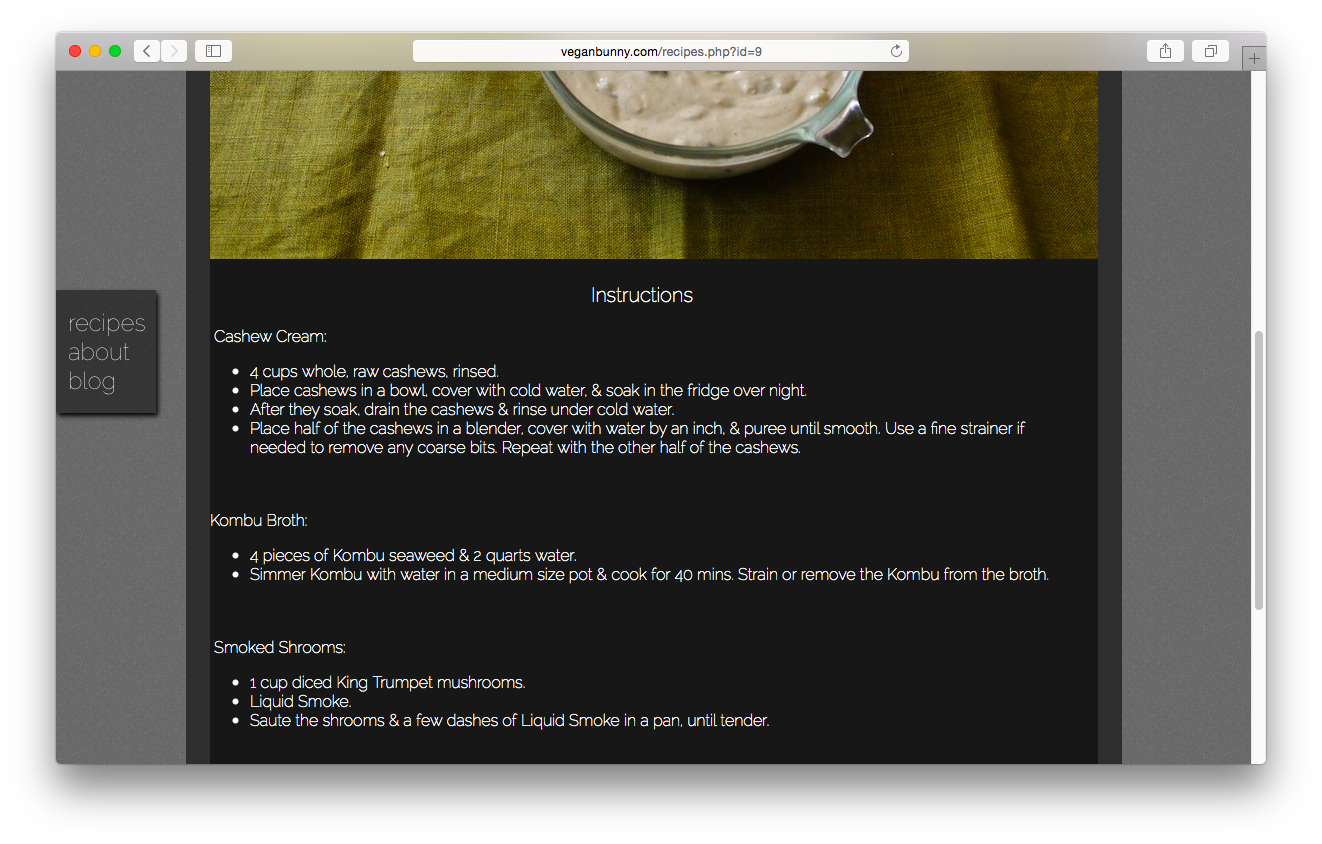 veganbunny.com/recipes.php?id=9
recipes
about
blog
Instructions
Cashew Cream:
4 cups whole, raw cashews, rinsed.
Place cashews in a bowl, cover with cold water, & soak in the fridge over night.
After they soak, drain the cashews & rinse under cold water.
Place half of the cashews in a blender, cover with water by an inch, & puree until smooth. Use a fine strainer if
needed to remove any coarse bits. Repeat with the other half of the cashews.
Kombu Broth:
4 pieces of Kombu seaweed & 2 quarts water.
Simmer Kombu with water in a medium size pot & cook for 40 mins. Strain or remove the Kombu from the broth.
Smoked Shrooms:
1 cup diced King Trumpet mushrooms.
Liquid Smoke.
Saute the shrooms & a few dashes of Liquid Smoke in a pan, until tender.